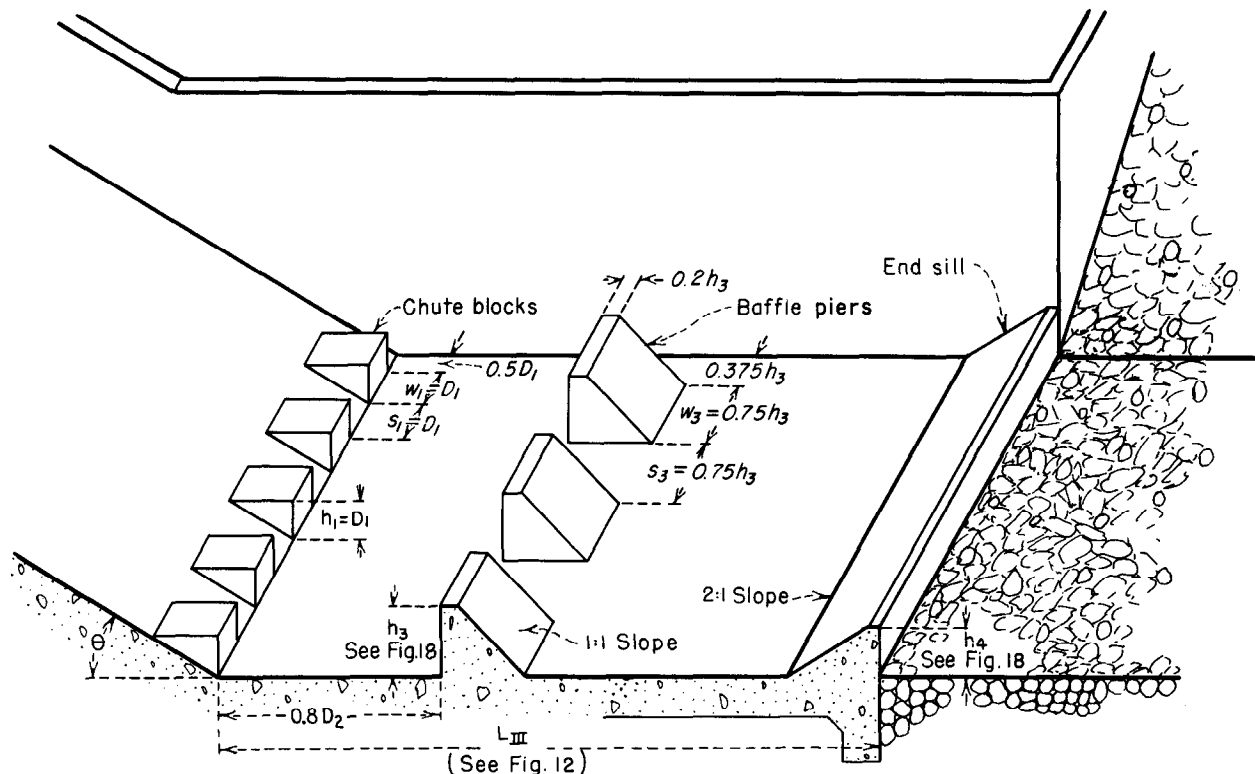 0.2h₃
End sill
Chute blocks
Baffle piers
0.5D₁
0.375h₃
w₁=D₁
w₃=0.75h₃
s₁=D₁
s₃=0.75h₃
h₁=D₁
2:1 Slope
θ
h₃
See Fig.18
1:1 Slope
h₄
See Fig. 18
0.8D₂
L_III
(See Fig. 12)